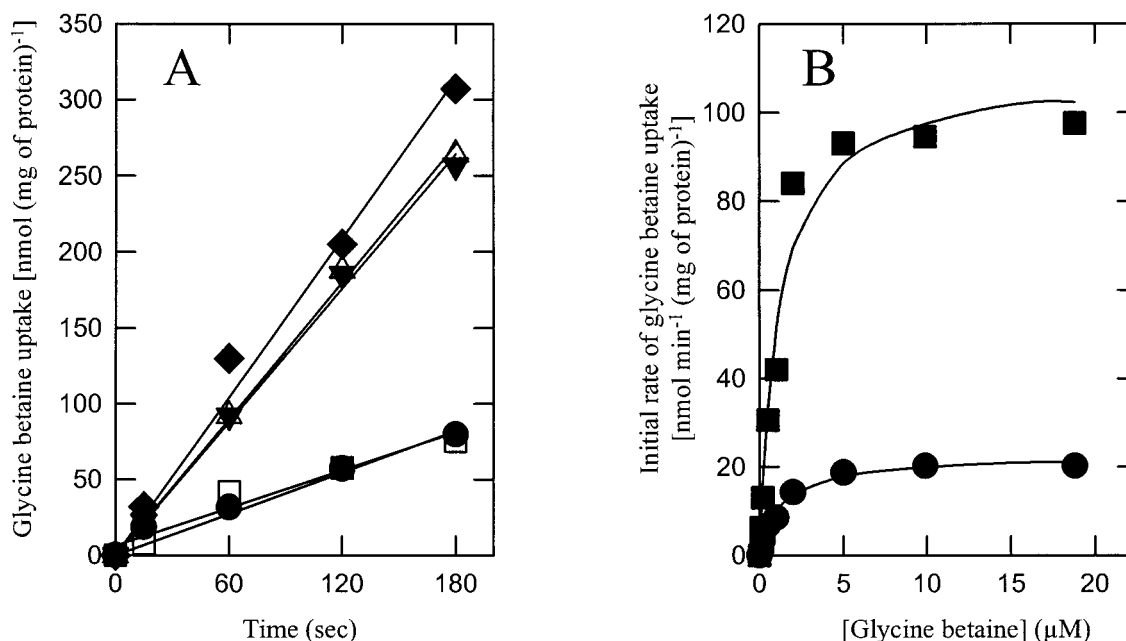 A
Glycine betaine uptake [nmol (mg of protein)⁻¹]
350
300
250
200
150
100
50
0
0 60 120 180
Time (sec)
B
Initial rate of glycine betaine uptake
[nmol min⁻¹ (mg of protein)⁻¹]
120
100
80
60
40
20
0
0 5 10 15 20
[Glycine betaine] (µM)